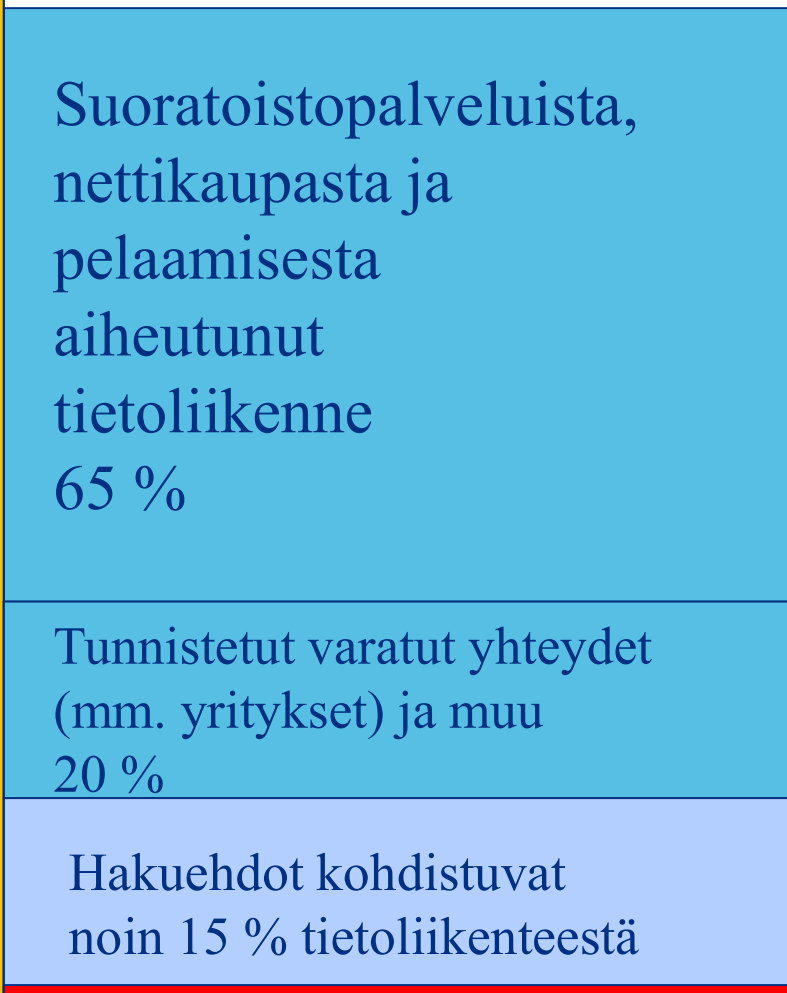 Suoratoistopalveluista,
nettikaupasta ja
pelaamisesta
aiheutunut
tietoliikenne
65 %
Tunnistetut varatut yhteydet
(mm. yritykset) ja muu
20 %
Hakuehdot kohdistuvat
noin 15 % tietoliikenteestä